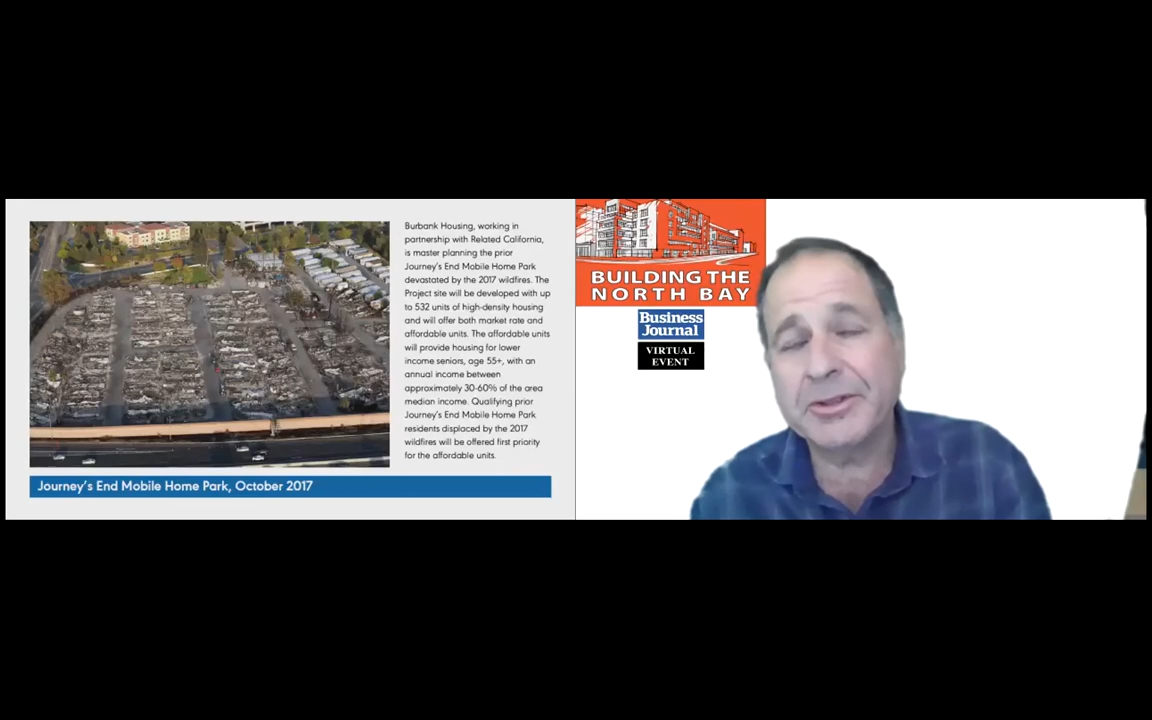 Burbank Housing, working in
partnership with Related California,
is master planning the prior
Journey's End Mobile Home Park
devastated by the 2017 wildfires. The
Project site will be developed with up
to 532 units of high-density housing
and will offer both market rate and
affordable units. The affordable units
will provide housing for lower
income seniors, age 55+, with an
annual income between
approximately 30-60% of the area
median income. Qualifying prior
Journey's End Mobile Home Park
residents displaced by the 2017
wildfires will be offered first priority
for the affordable units.
Journey's End Mobile Home Park, October 2017
BUILDING THE
NORTH BAY
Business
Journal
VIRTUAL
EVENT